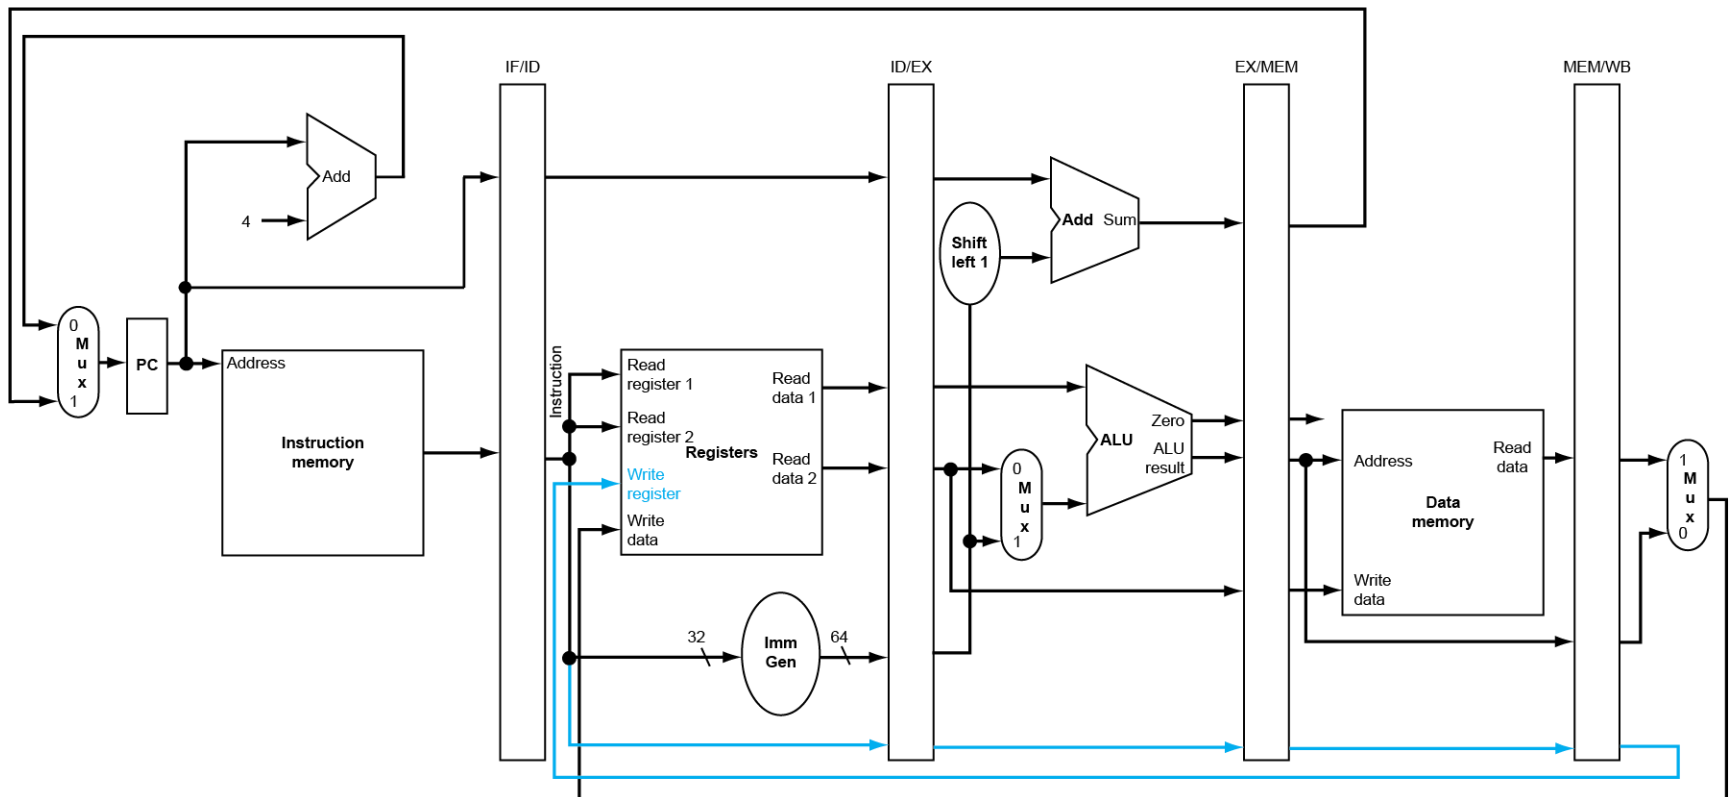 IF/ID
ID/EX
EX/MEM
MEM/WB
Add
4
Add Sum
Shift
left 1
0
M
u
x
1
PC
Address
Instruction
memory
Instruction
Read
register 1
Read
register 2
Registers
Write
register
Write
data
Read
data 1
Read
data 2
0
M
u
x
1
Zero
ALU
ALU
result
Address
Read
data
Data
memory
Write
data
1
M
u
x
0
32
Imm
Gen
64